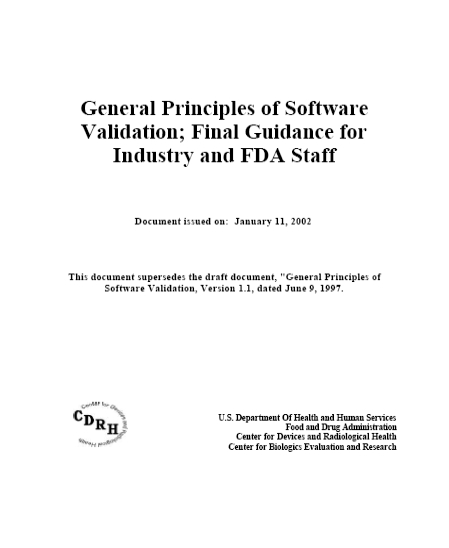 General Principles of Software
Validation; Final Guidance for
Industry and FDA Staff
Document issued on: January 11, 2002
This document supersedes the draft document, "General Principles of
Software Validation, Version 1.1, dated June 9, 1997.
CDRH
U.S. Department Of Health and Human Services
Food and Drug Administration
Center for Devices and Radiological Health
Center for Biologics Evaluation and Research